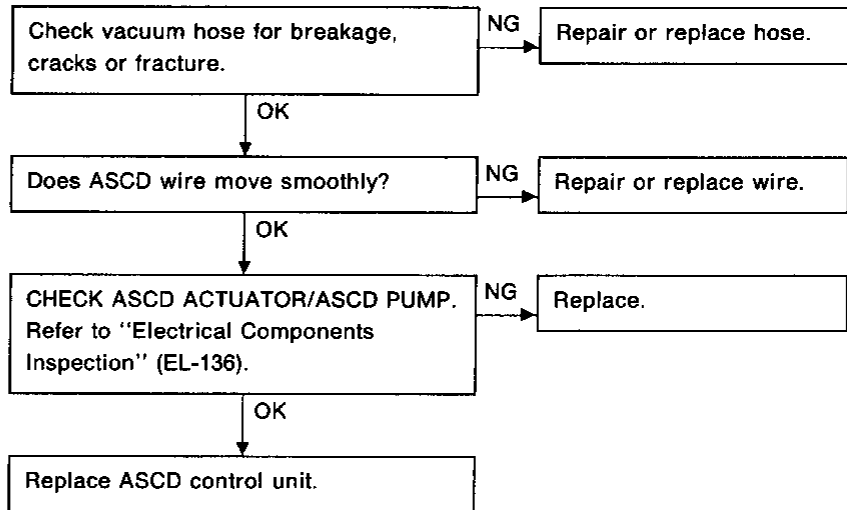 Check vacuum hose for breakage,
cracks or fracture.
NG
Repair or replace hose.
OK
Does ASCD wire move smoothly?
NG
Repair or replace wire.
OK
CHECK ASCD ACTUATOR/ASCD PUMP.
Refer to "Electrical Components
Inspection" (EL-136).
NG
Replace.
OK
Replace ASCD control unit.